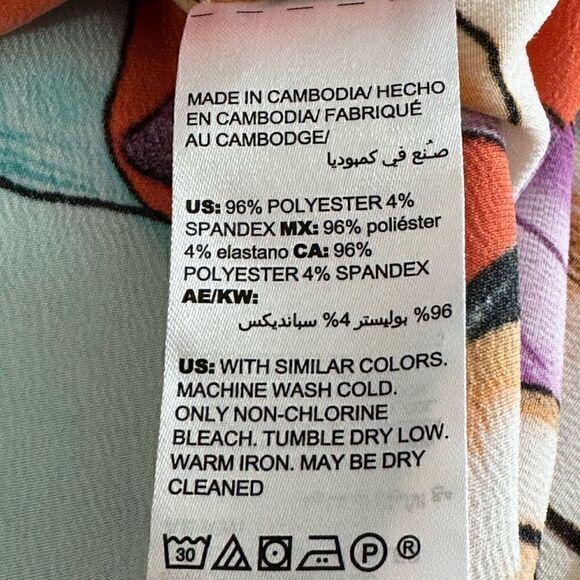 MADE IN CAMBODIA/ HECHO
EN CAMBODIA/ FABRIQUÉ
AU CAMBODGE/
صُنع في كمبوديا
US: 96% POLYESTER 4%
SPANDEX MX: 96% poliéster
4% elastano CA: 96%
POLYESTER 4% SPANDEX
AE/KW:
96% بوليستر 4% سبانديكس
US: WITH SIMILAR COLORS.
MACHINE WASH COLD.
ONLY NON-CHLORINE
BLEACH. TUMBLE DRY LOW.
WARM IRON. MAY BE DRY
CLEANED
30 P ®